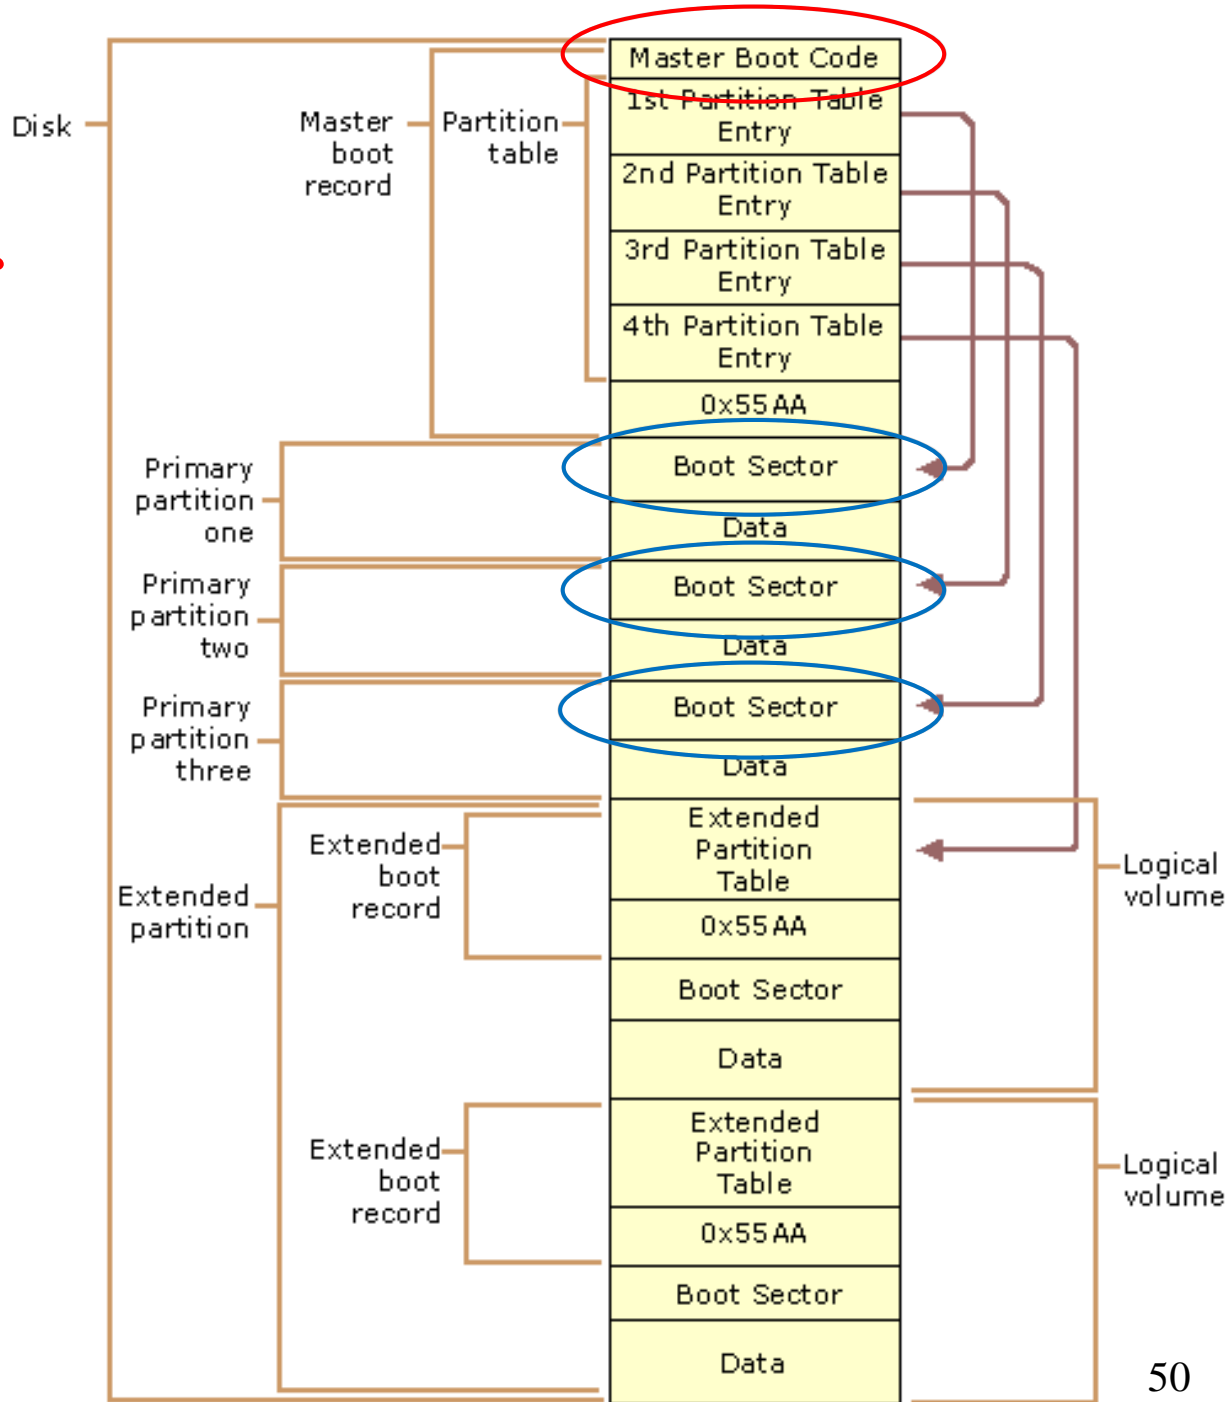 Master Boot Code
Disk
Master
boot
record
Partition
table
1st Partition Table
Entry
2nd Partition Table
Entry
3rd Partition Table
Entry
4th Partition Table
Entry
0x55AA
Primary
partition
one
Boot Sector
Data
Primary
partition
two
Boot Sector
Data
Primary
partition
three
Boot Sector
Data
Extended
partition
Extended
boot
record
Extended
Partition
Table
0x55AA
Boot Sector
Data
Logical
volume
Extended
boot
record
Extended
Partition
Table
0x55AA
Boot Sector
Data
Logical
volume
50